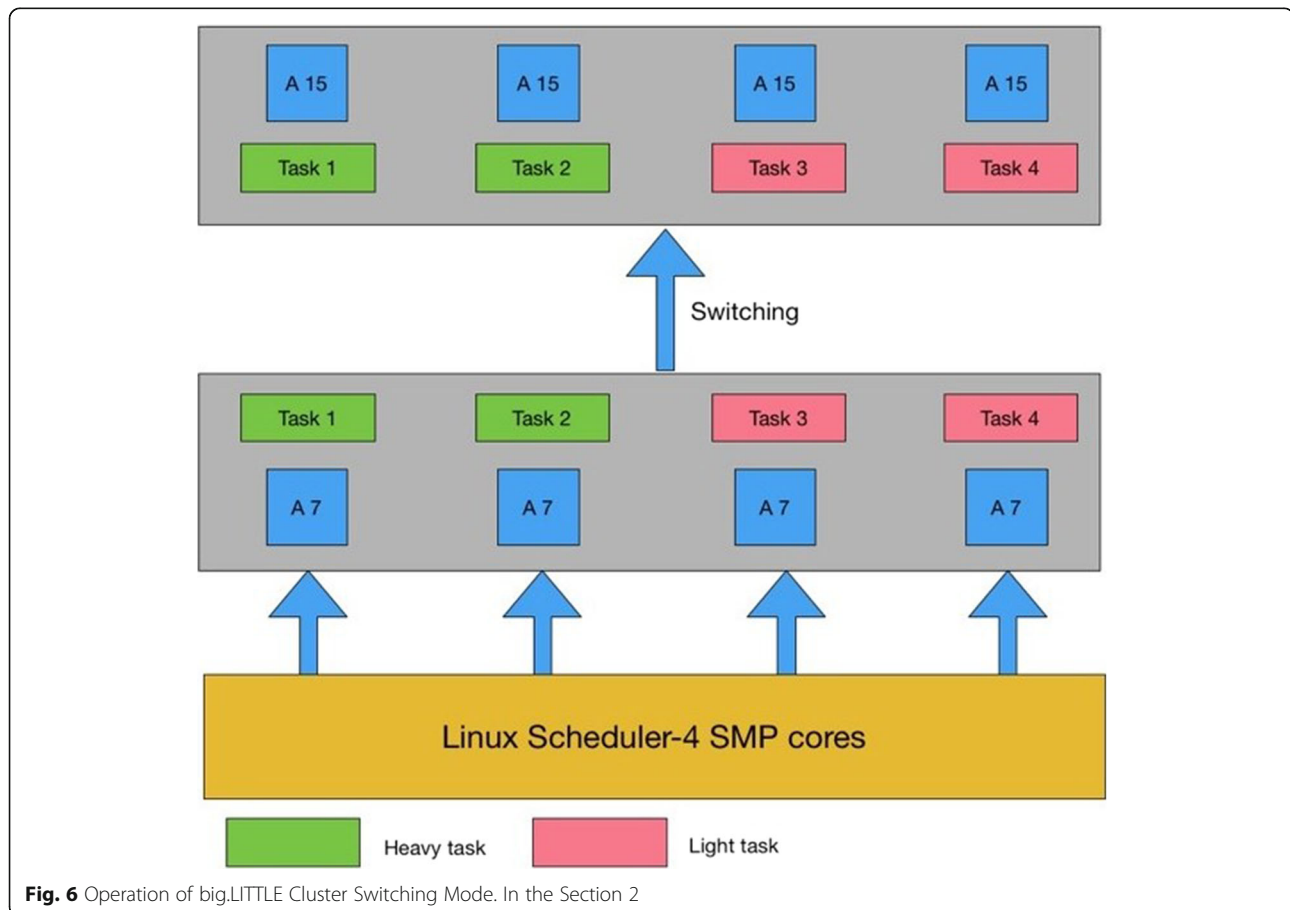 A 15 A 15 A 15 A 15
Task 1 Task 2 Task 3 Task 4
Switching
Task 1 Task 2 Task 3 Task 4
A 7 A 7 A 7 A 7
Linux Scheduler-4 SMP cores
Heavy task Light task
Fig. 6 Operation of big.LITTLE Cluster Switching Mode. In the Section 2